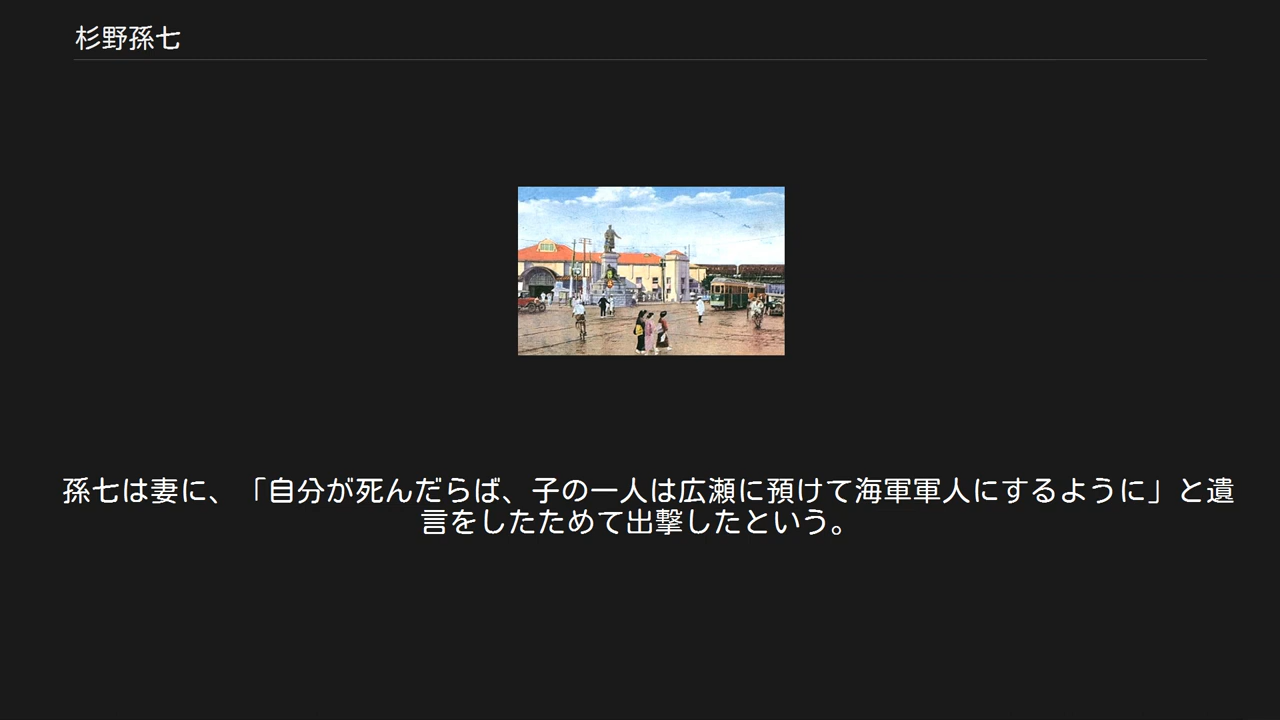 杉野孫七
孫七は妻に、「自分が死んだらば、子の一人は広瀬に預けて海軍軍人にするように」と遺
言をしたためて出撃したという。